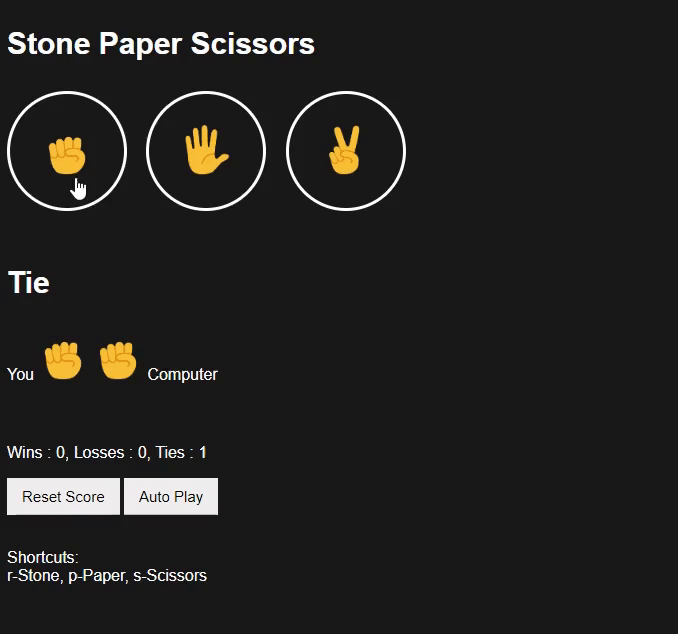 Stone Paper Scissors
Tie
You Computer
Wins : 0, Losses : 0, Ties : 1
Reset Score Auto Play
Shortcuts:
r-Stone, p-Paper, s-Scissors